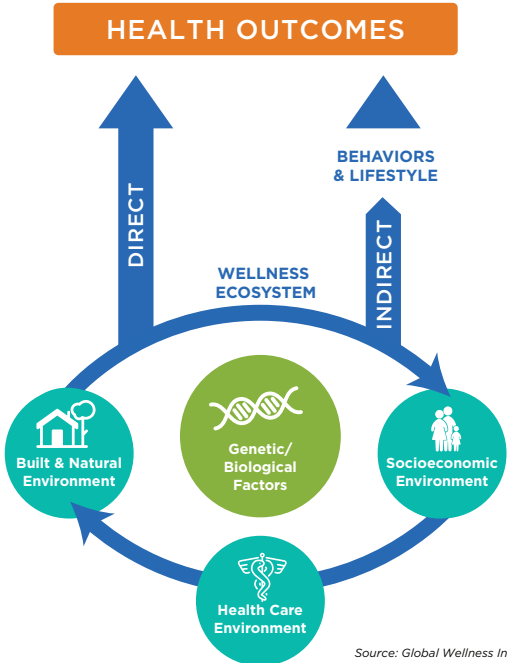 HEALTH OUTCOMES
BEHAVIORS
& LIFESTYLE
DIRECT
INDIRECT
WELLNESS
ECOSYSTEM
Genetic/
Biological
Factors
Built & Natural
Environment
Socioeconomic
Environment
Health Care
Environment
Source: Global Wellness In